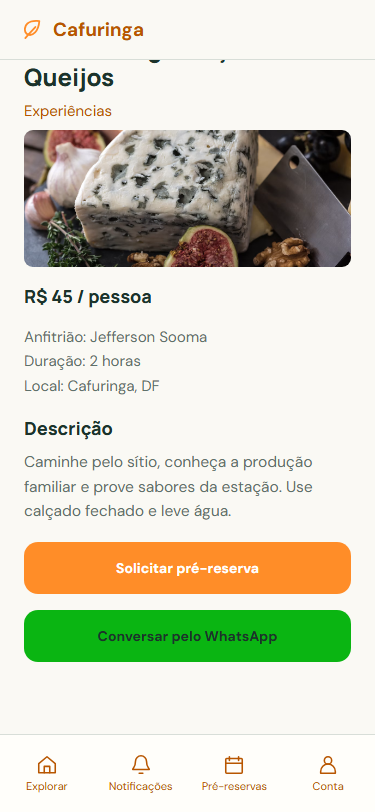 Cafuringa
Queijos
Experiências
R$ 45 / pessoa
Anfitrião: Jefferson Sooma
Duração: 2 horas
Local: Cafuringa, DF
Descrição
Caminhe pelo sítio, conheça a produção
familiar e prove sabores da estação. Use
calçado fechado e leve água.
Solicitar pré-reserva
Conversar pelo WhatsApp
Explorar
Notificações
Pré-reservas
Conta